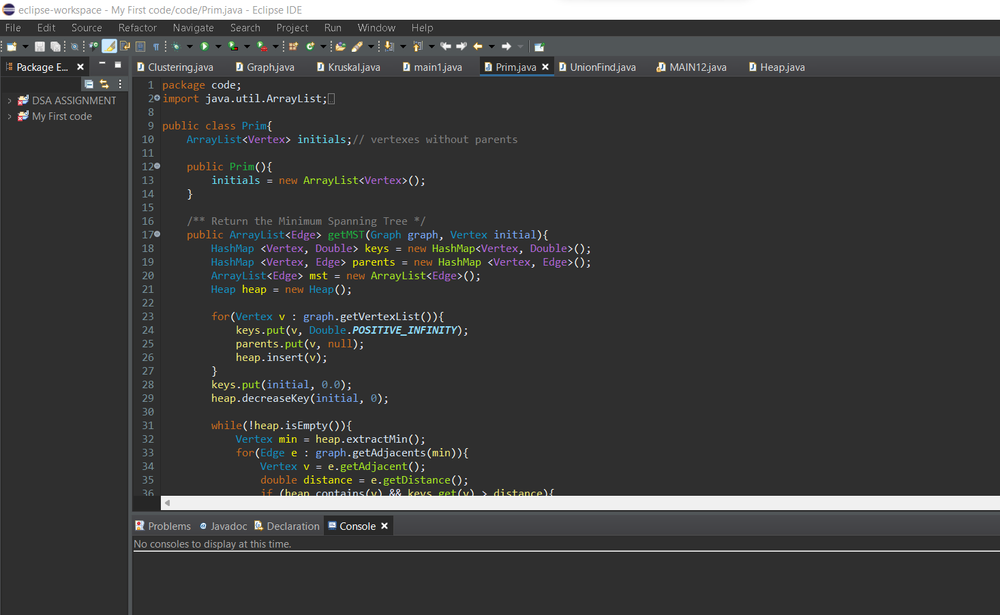 eclipse-workspace - My First code/code/Prim.java - Eclipse IDE
File Edit Source Refactor Navigate Search Project Run Window Help
Package E...
Clustering.java Graph.java Kruskal.java main1.java Prim.java UnionFind.java MAIN12.java Heap.java
DSA ASSIGNMENT
My First code
1 package code;
2 import java.util.ArrayList;
8
9 public class Prim{
10 ArrayList<Vertex> initials;// vertexes without parents
11
12 public Prim(){
13 initials = new ArrayList<Vertex>();
14 }
15
16 /** Return the Minimum Spanning Tree */
17 public ArrayList<Edge> getMST(Graph graph, Vertex initial){
18 HashMap <Vertex, Double> keys = new HashMap<Vertex, Double>();
19 HashMap <Vertex, Edge> parents = new HashMap <Vertex, Edge>();
20 ArrayList<Edge> mst = new ArrayList<Edge>();
21 Heap heap = new Heap();
22
23 for(Vertex v : graph.getVertexList()){
24 keys.put(v, Double.POSITIVE_INFINITY);
25 parents.put(v, null);
26 heap.insert(v);
27 }
28 keys.put(initial, 0.0);
29 heap.decreaseKey(initial, 0);
30
31 while(!heap.isEmpty()){
32 Vertex min = heap.extractMin();
33 for(Edge e : graph.getAdjacents(min)){
34 Vertex v = e.getAdjacent();
35 double distance = e.getDistance();
36 if (heap.contains(v) && keys.get(v) > distance){
Problems Javadoc Declaration Console
No consoles to display at this time.